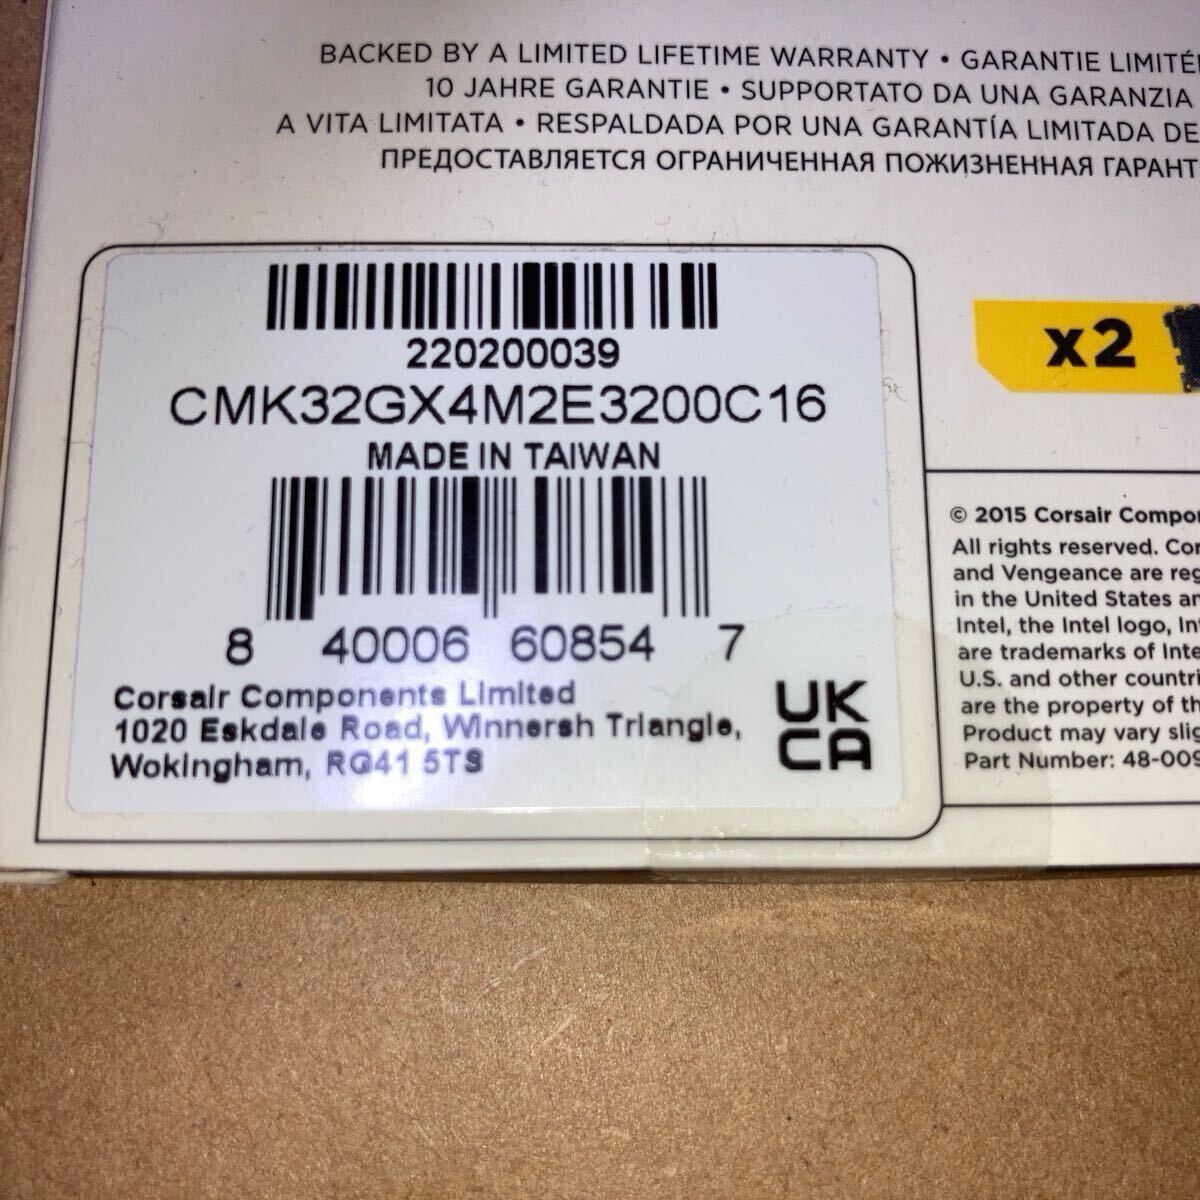 BACKED BY A LIMITED LIFETIME WARRANTY • GARANTIE LIMITÉ
10 JAHRE GARANTIE • SUPPORTATO DA UNA GARANZIA
A VITA LIMITATA • RESPALDADA POR UNA GARANTÍA LIMITADA DE
ПРЕДОСТАВЛЯЕТСЯ ОГРАНИЧЕННАЯ ПОЖИЗНЕННАЯ ГАРАНТ
220200039
CMK32GX4M2E3200C16
MADE IN TAIWAN
8 40006 60854 7
Corsair Components Limited
1020 Eskdale Road, Winnersh Triangle,
Wokingham, RG41 5TS
UK
CA
x2
© 2015 Corsair Compo
All rights reserved. Cor
and Vengeance are reg
in the United States an
Intel, the Intel logo, In
are trademarks of Inte
U.S. and other countri
are the property of th
Product may vary slig
Part Number: 48-009